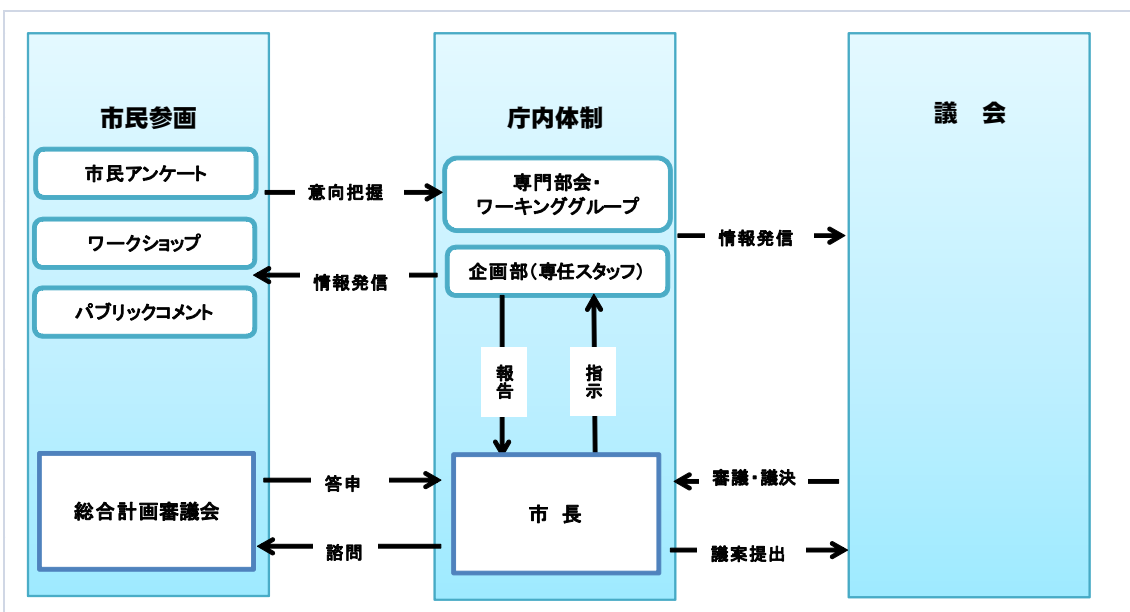 市民参画
市民アンケート
ワークショップ
パブリックコメント
総合計画審議会
意向把握
情報発信
答申
諮問
庁内体制
専門部会・
ワーキンググループ
企画部（専任スタッフ）
報告
指示
市 長
情報発信
審議・議決
議案提出
議 会